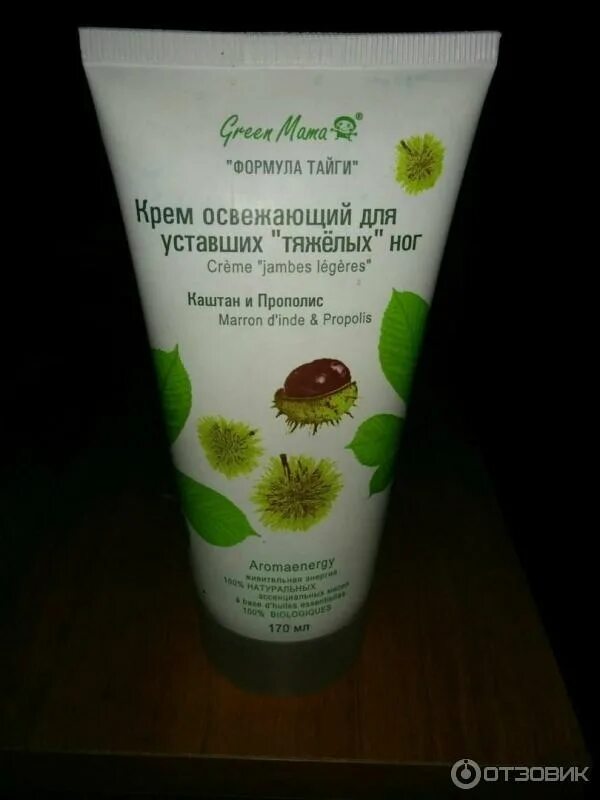 Green Mama®
"ФОРМУЛА ТАЙГИ"
Крем освежающий для
уставших "тяжёлых" ног
Crème "jambes légères"
Каштан и Прополис
Marron d'inde & Propolis
Aromaenergy
живительная энергия
100% НАТУРАЛЬНЫХ
эссенциальных масел
à base d'huiles essentielles
100% BIOLOGIQUES
170 мл
ОТЗОВИК